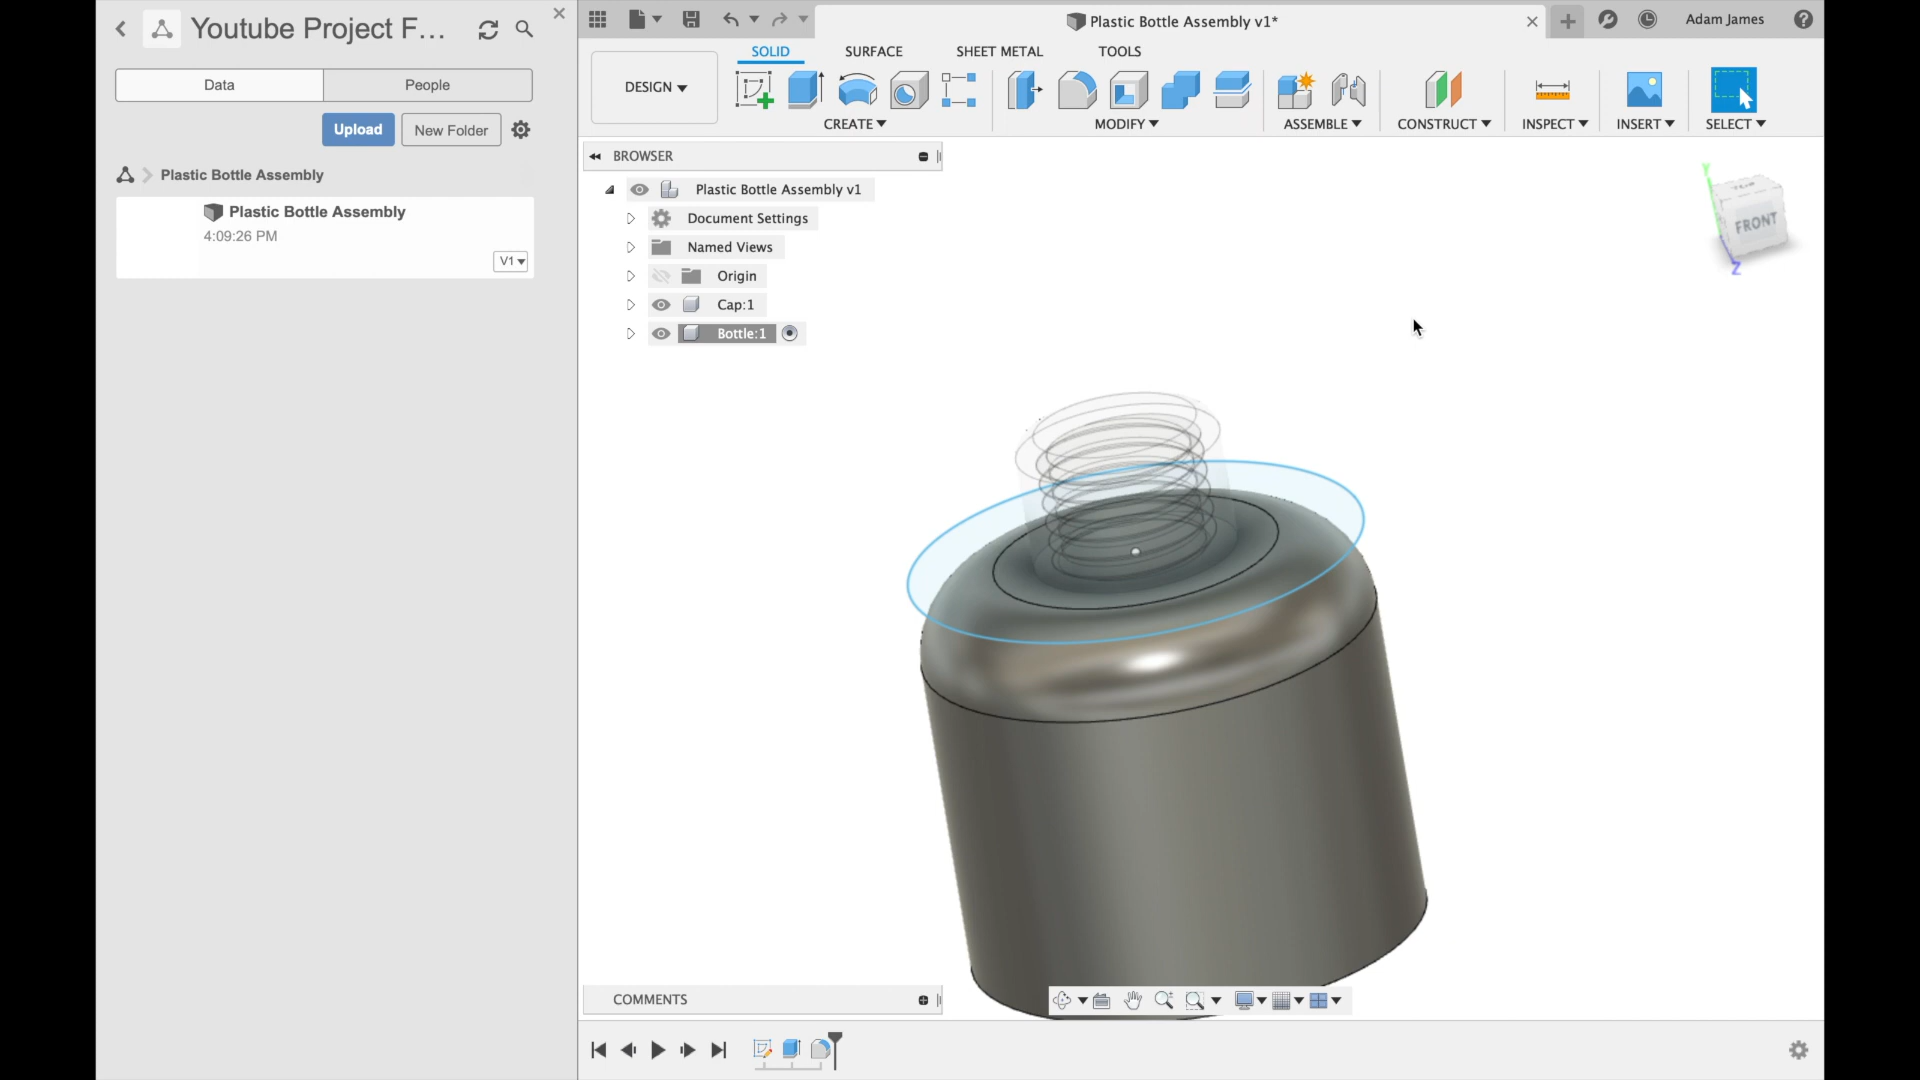 Youtube Project F...
Data
People
Upload
New Folder
Plastic Bottle Assembly
Plastic Bottle Assembly
4:09:26 PM
V1
Plastic Bottle Assembly v1*
Adam James
DESIGN
SOLID
SURFACE
SHEET METAL
TOOLS
CREATE
MODIFY
ASSEMBLE
CONSTRUCT
INSPECT
INSERT
SELECT
BROWSER
Plastic Bottle Assembly v1
Document Settings
Named Views
Origin
Cap:1
Bottle:1
Y
TOP
FRONT
Z
COMMENTS